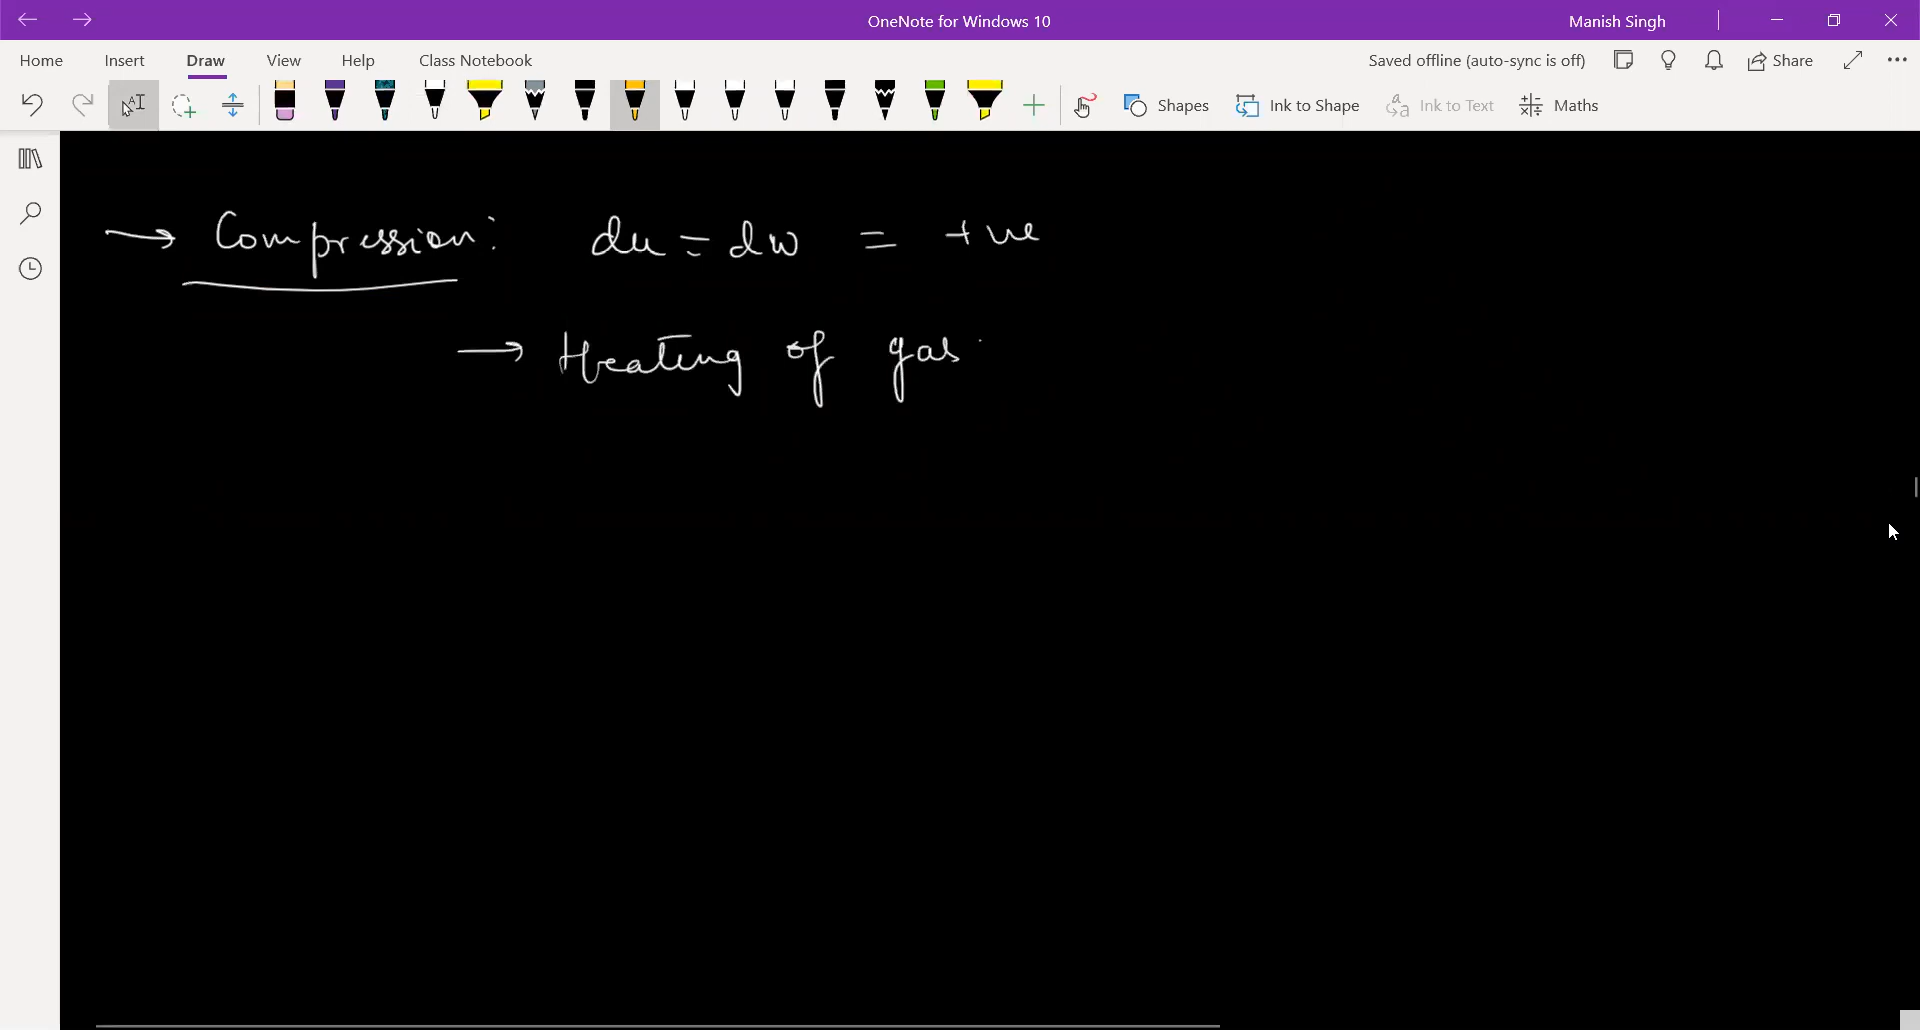 OneNote for Windows 10
Manish Singh
Home Insert Draw View Help Class Notebook
Saved offline (auto-sync is off) Share
Shapes Ink to Shape Ink to Text Maths
→ Compression: du = dw = +ve
→ Heating of gas.